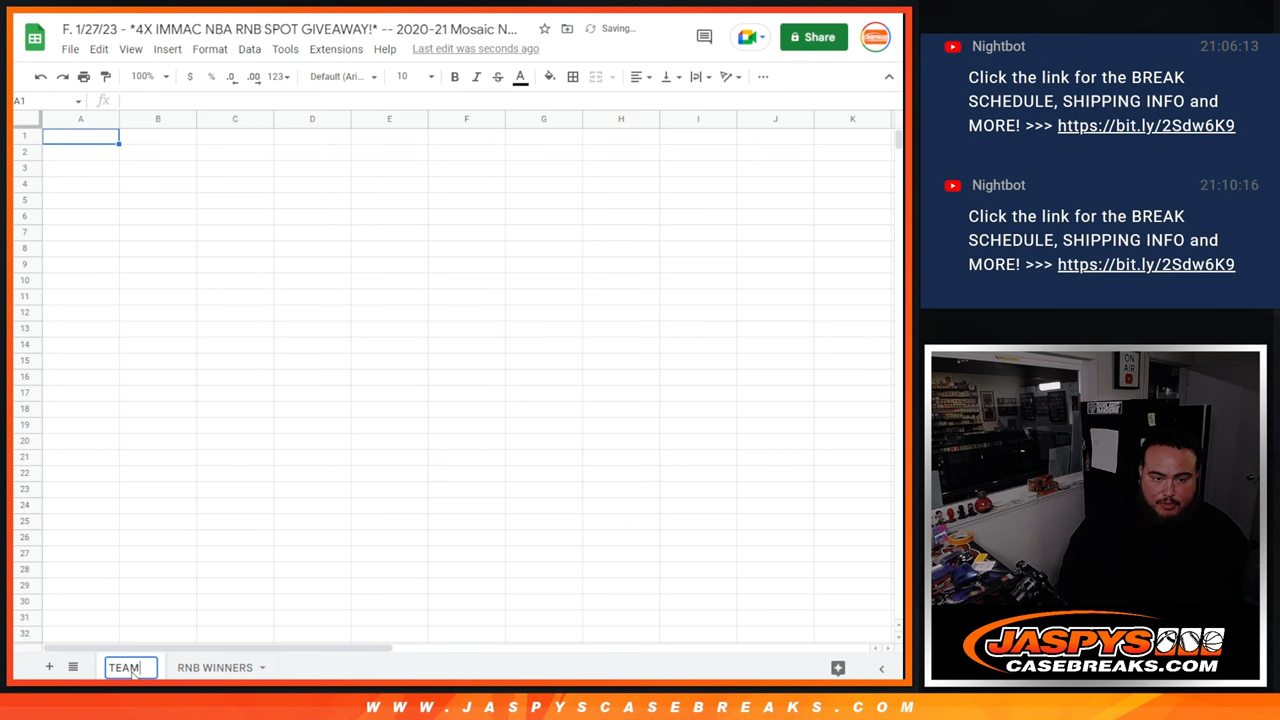 F. 1/27/23 - *4X IMMAC NBA RNB SPOT GIVEAWAY!* -- 2020-21 Mosaic N...
Saving...
Share
File Edit View Insert Format Data Tools Extensions Help Last edit was seconds ago
100% $ % .0 .00 123 Default (Ari... 10 B I S A
A1 fx
A B C D E F G H I J K
1
2
3
4
5
6
7
8
9
10
11
12
13
14
15
16
17
18
19
20
21
22
23
24
25
26
27
28
29
30
31
32
+ TEAM RNB WINNERS
Nightbot 21:06:13
Click the link for the BREAK
SCHEDULE, SHIPPING INFO and
MORE! >>> https://bit.ly/2Sdw6K9
Nightbot 21:10:16
Click the link for the BREAK
SCHEDULE, SHIPPING INFO and
MORE! >>> https://bit.ly/2Sdw6K9
ON
AIR
JASPYS
CASEBREAKS.COM
WWW.JASPYSCASEBREAKS.COM